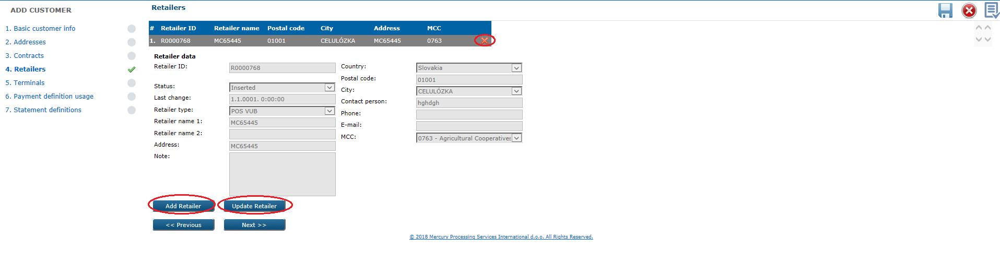 ADD CUSTOMER
1. Basic customer info
2. Addresses
3. Contracts
4. Retailers
5. Terminals
6. Payment definition usage
7. Statement definitions
Retailers
# Retailer ID Retailer name Postal code City Address MCC
1. R0000768 MC65445 01001 CELULÓZKA MC65445 0763
Retailer data
Retailer ID: R0000768
Status: Inserted
Last change: 1.1.0001. 0:00:00
Retailer type: POS VUB
Retailer name 1: MC65445
Retailer name 2:
Address: MC65445
Note:
Country: Slovakia
Postal code: 01001
City: CELULÓZKA
Contact person: hghdgh
Phone:
E-mail:
MCC: 0763 - Agricultural Cooperatives
Add Retailer Update Retailer
<< Previous Next >>
© 2018 Mercury Processing Services International d.o.o. All Rights Reserved.